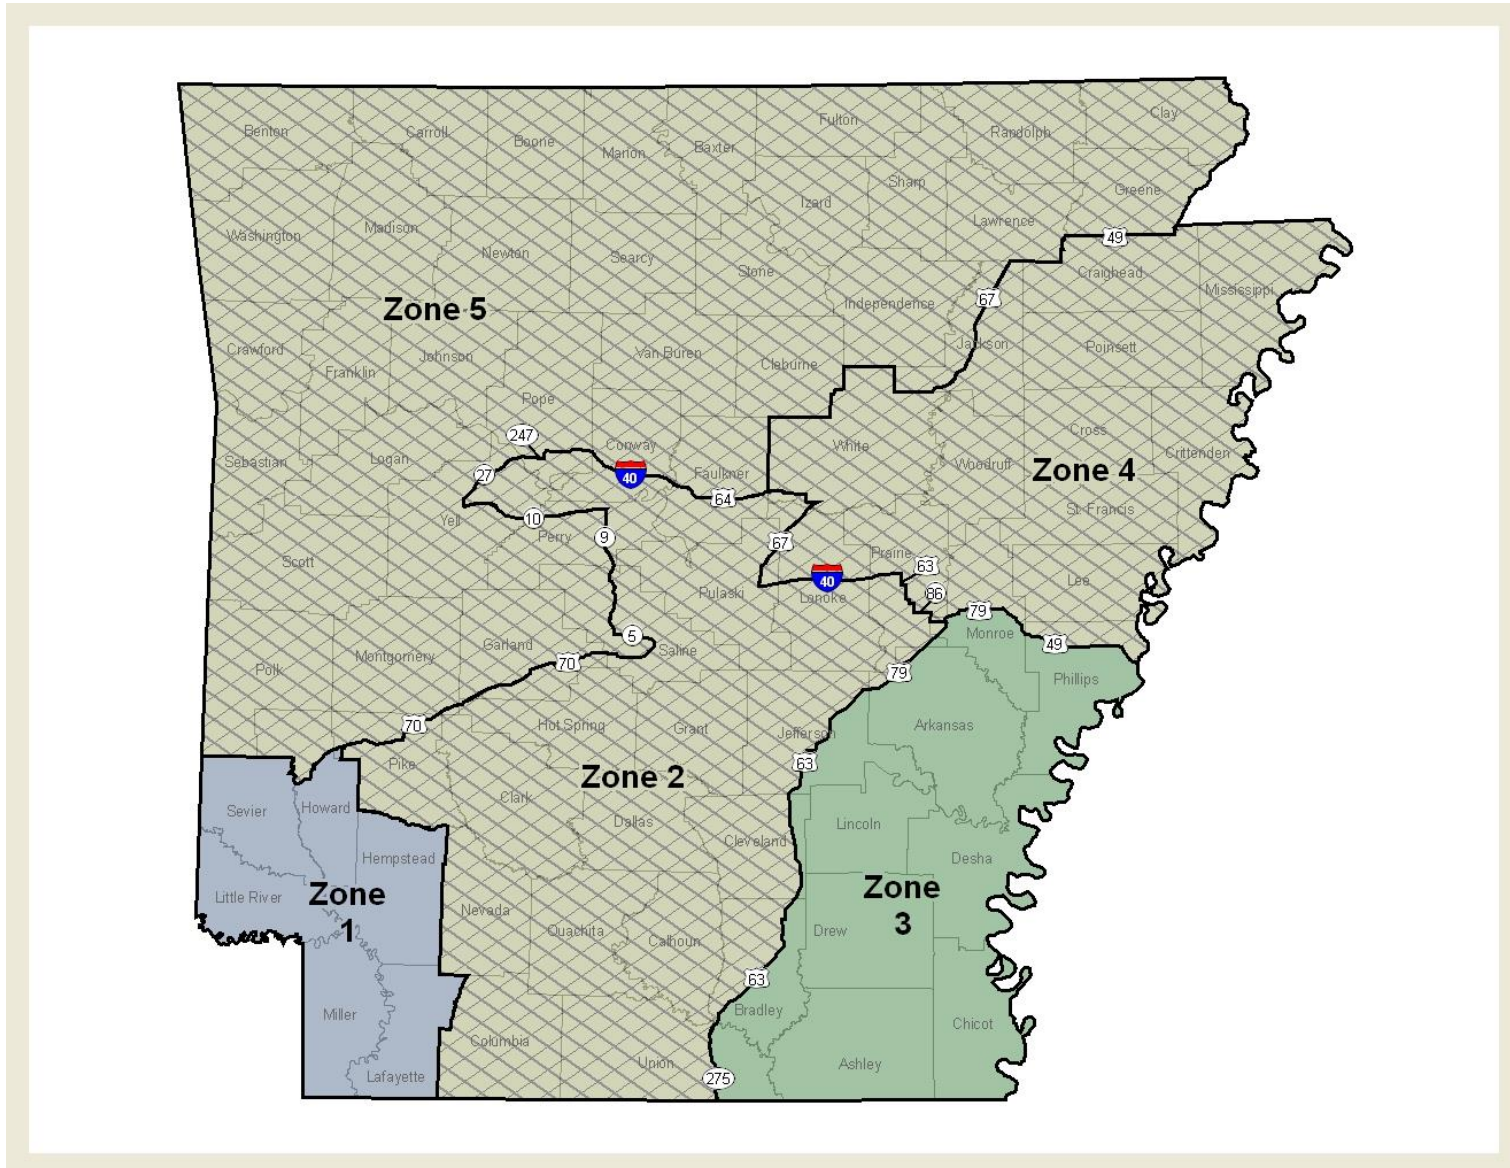 Benton
Carroll
Boone
Marion
Baxter
Fulton
Randolph
Clay
Sharp
Greene
Izard
Lawrence
Washington
Madison
Newton
Searcy
Stone
49
Craighead
Mississippi
Independence
67
Zone 5
Jackson
Poinsett
Crawford
Johnson
Van Buren
Cleburne
Franklin
Pope
247
Conway
White
Cross
Crittenden
Sebastian
Logan
27
40
Faulkner
64
Woodruff
Zone 4
St. Francis
Yell
10
Perry
9
67
Prairie
63
40
Scott
Pulaski
Lonoke
86
Lee
79
Monroe
49
5
Garland
Saline
Montgomery
70
Polk
79
Phillips
70
Hot Spring
Grant
Jefferson
Arkansas
63
Pike
Zone 2
Sevier
Howard
Clark
Dallas
Cleveland
Lincoln
Desha
Hempstead
Little River
Zone
1
Zone
3
Nevada
Ouachita
Calhoun
Drew
63
Bradley
Chicot
Miller
Columbia
Union
Ashley
Lafayette
275